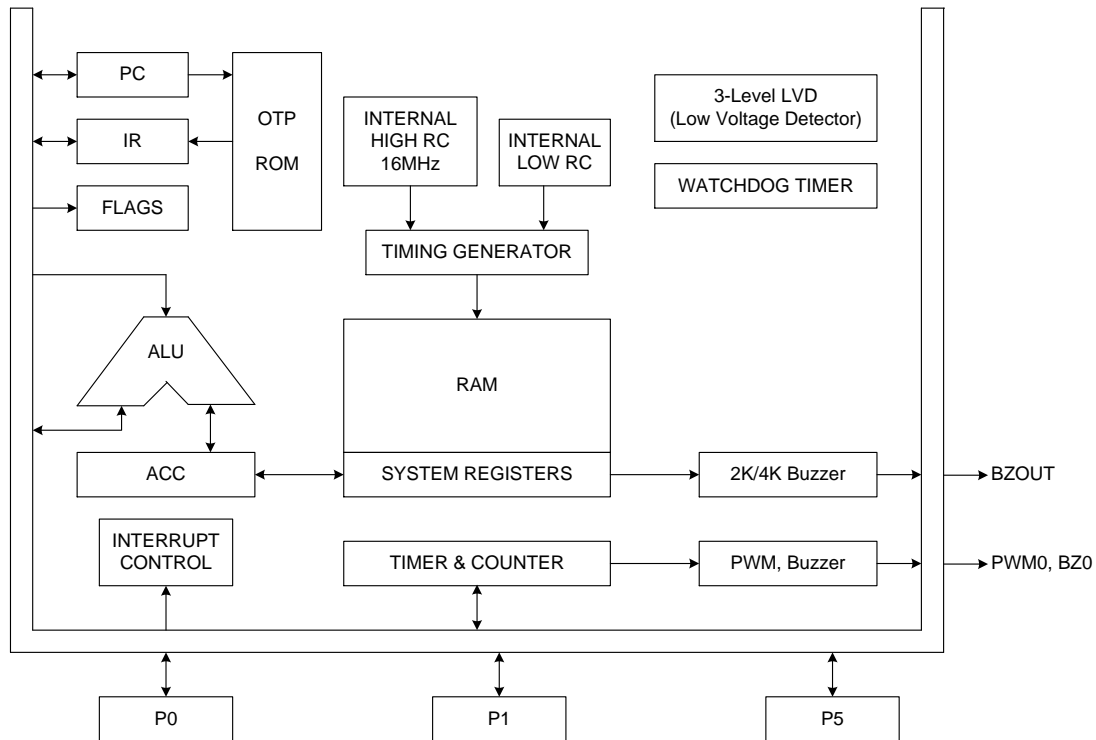 PC
IR
FLAGS
OTP
ROM
INTERNAL
HIGH RC
16MHz
INTERNAL
LOW RC
3-Level LVD
(Low Voltage Detector)
WATCHDOG TIMER
TIMING GENERATOR
ALU
RAM
ACC
SYSTEM REGISTERS
2K/4K Buzzer
BZOUT
INTERRUPT
CONTROL
TIMER & COUNTER
PWM, Buzzer
PWM0, BZ0
P0
P1
P5